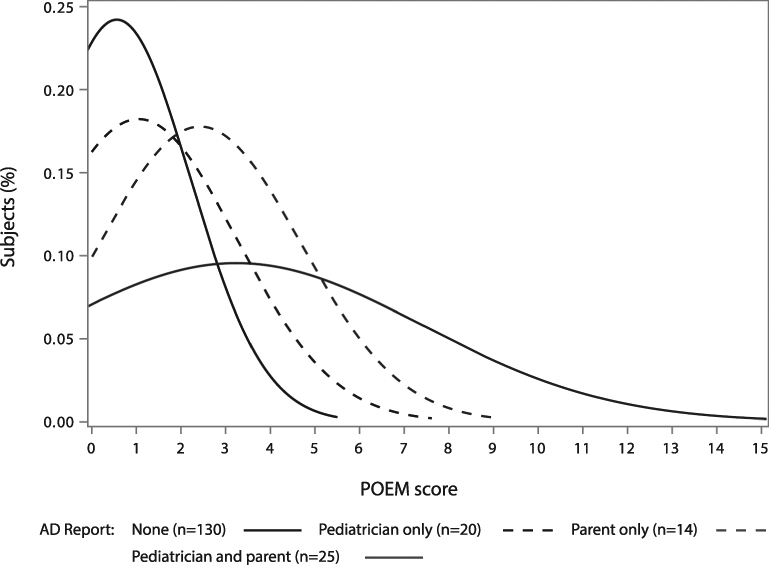 0.25
0.20
0.15
0.10
0.05
0.00
Subjects (%)
0 1 2 3 4 5 6 7 8 9 10 11 12 13 14 15
POEM score
AD Report: None (n=130) Pediatrician only (n=20) Parent only (n=14)
Pediatrician and parent (n=25)